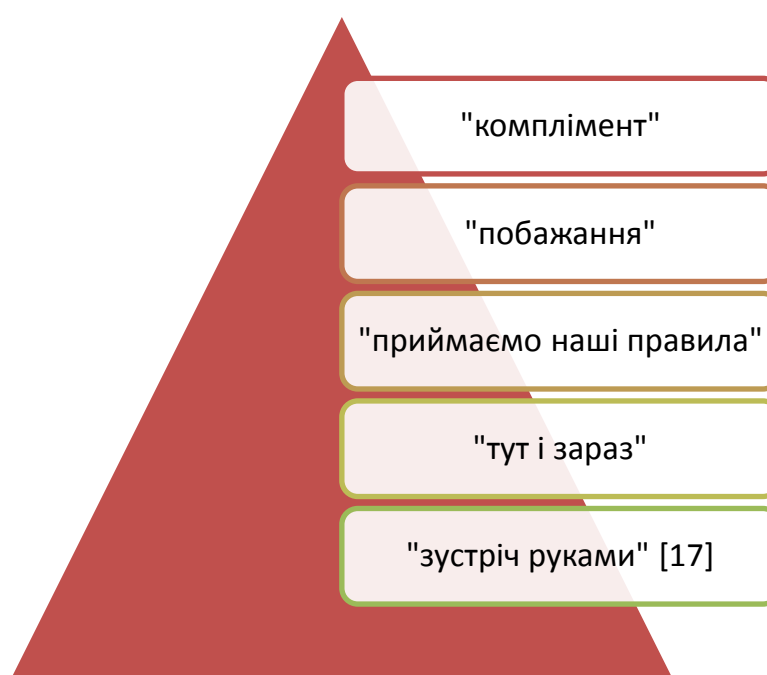 "комплімент"
"побажання"
"приймаємо наші правила"
"тут і зараз"
"зустріч руками" [17]